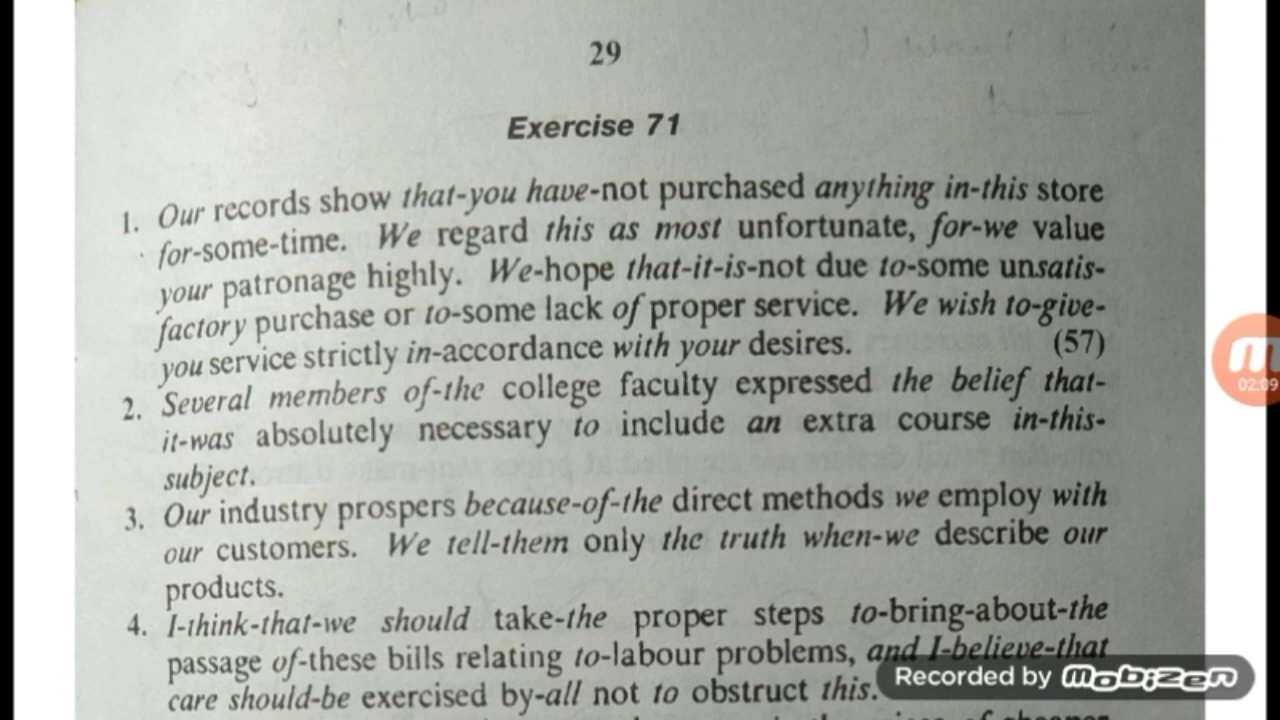 29
Exercise 71
1. Our records show that-you have-not purchased anything in-this store
for-some-time. We regard this as most unfortunate, for-we value
your patronage highly. We-hope that-it-is-not due to-some unsatis-
factory purchase or to-some lack of proper service. We wish to-give-
you service strictly in-accordance with your desires. (57)
2. Several members of-the college faculty expressed the belief that-
it-was absolutely necessary to include an extra course in-this-
subject.
3. Our industry prospers because-of-the direct methods we employ with
our customers. We tell-them only the truth when-we describe our
products.
4. I-think-that-we should take-the proper steps to-bring-about-the
passage of-these bills relating to-labour problems, and I-believe-that
care should-be exercised by-all not to obstruct this.
02:09
Recorded by mobizen